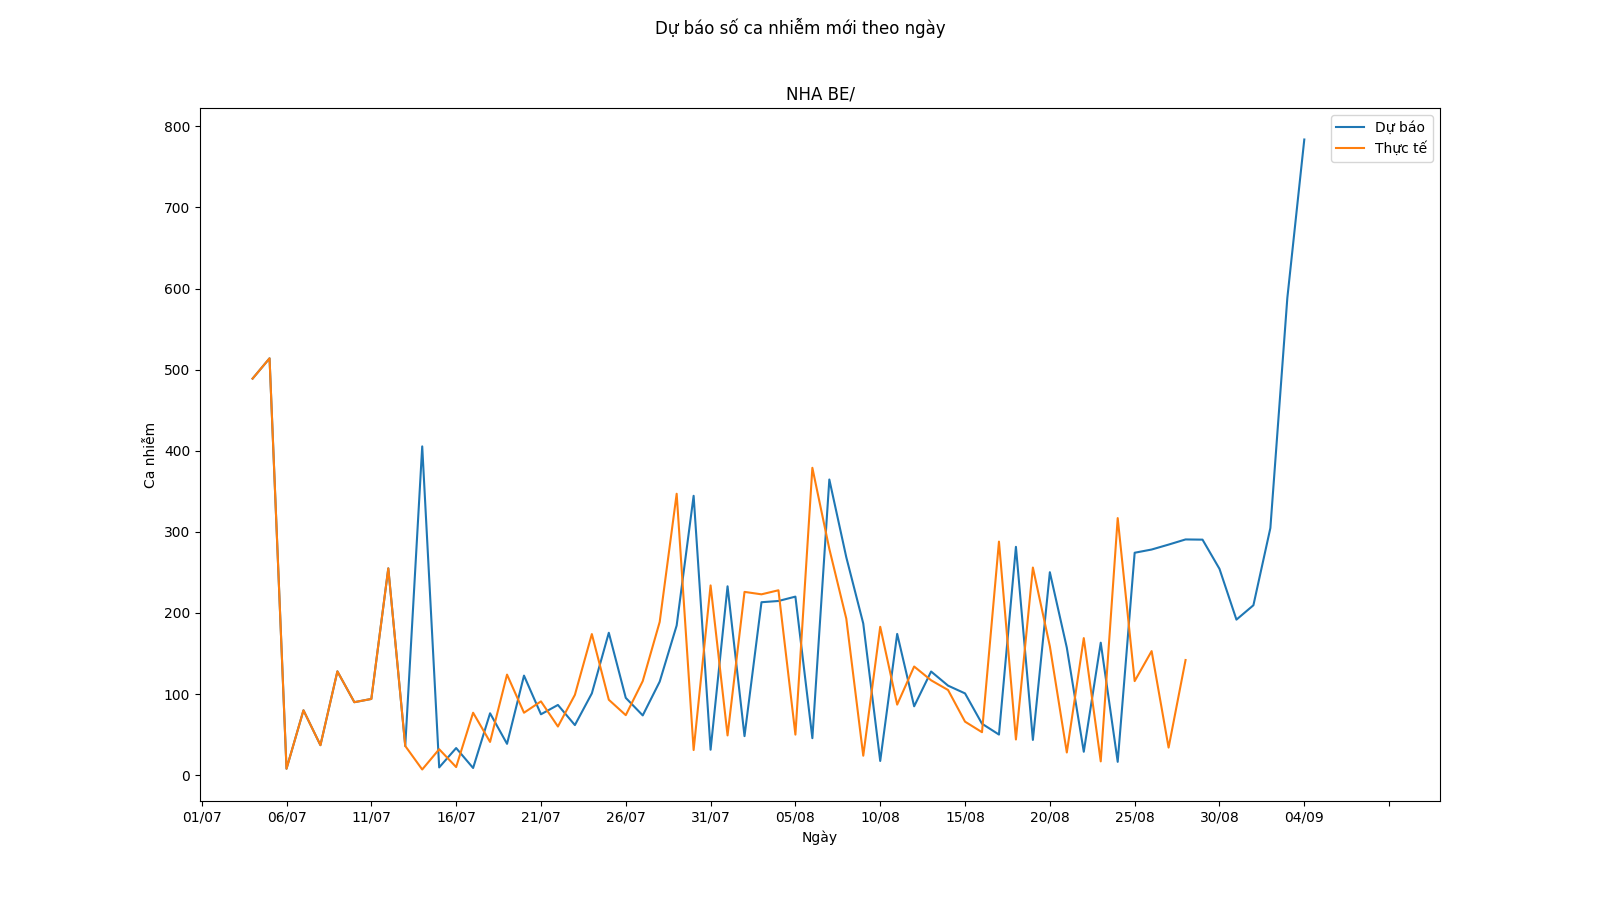 Dự báo số ca nhiễm mới theo ngày
NHA BE/
Dự báo
Thực tế
800
700
600
500
400
300
200
100
0
Ca nhiễm
01/07 06/07 11/07 16/07 21/07 26/07 31/07 05/08 10/08 15/08 20/08 25/08 30/08 04/09
Ngày